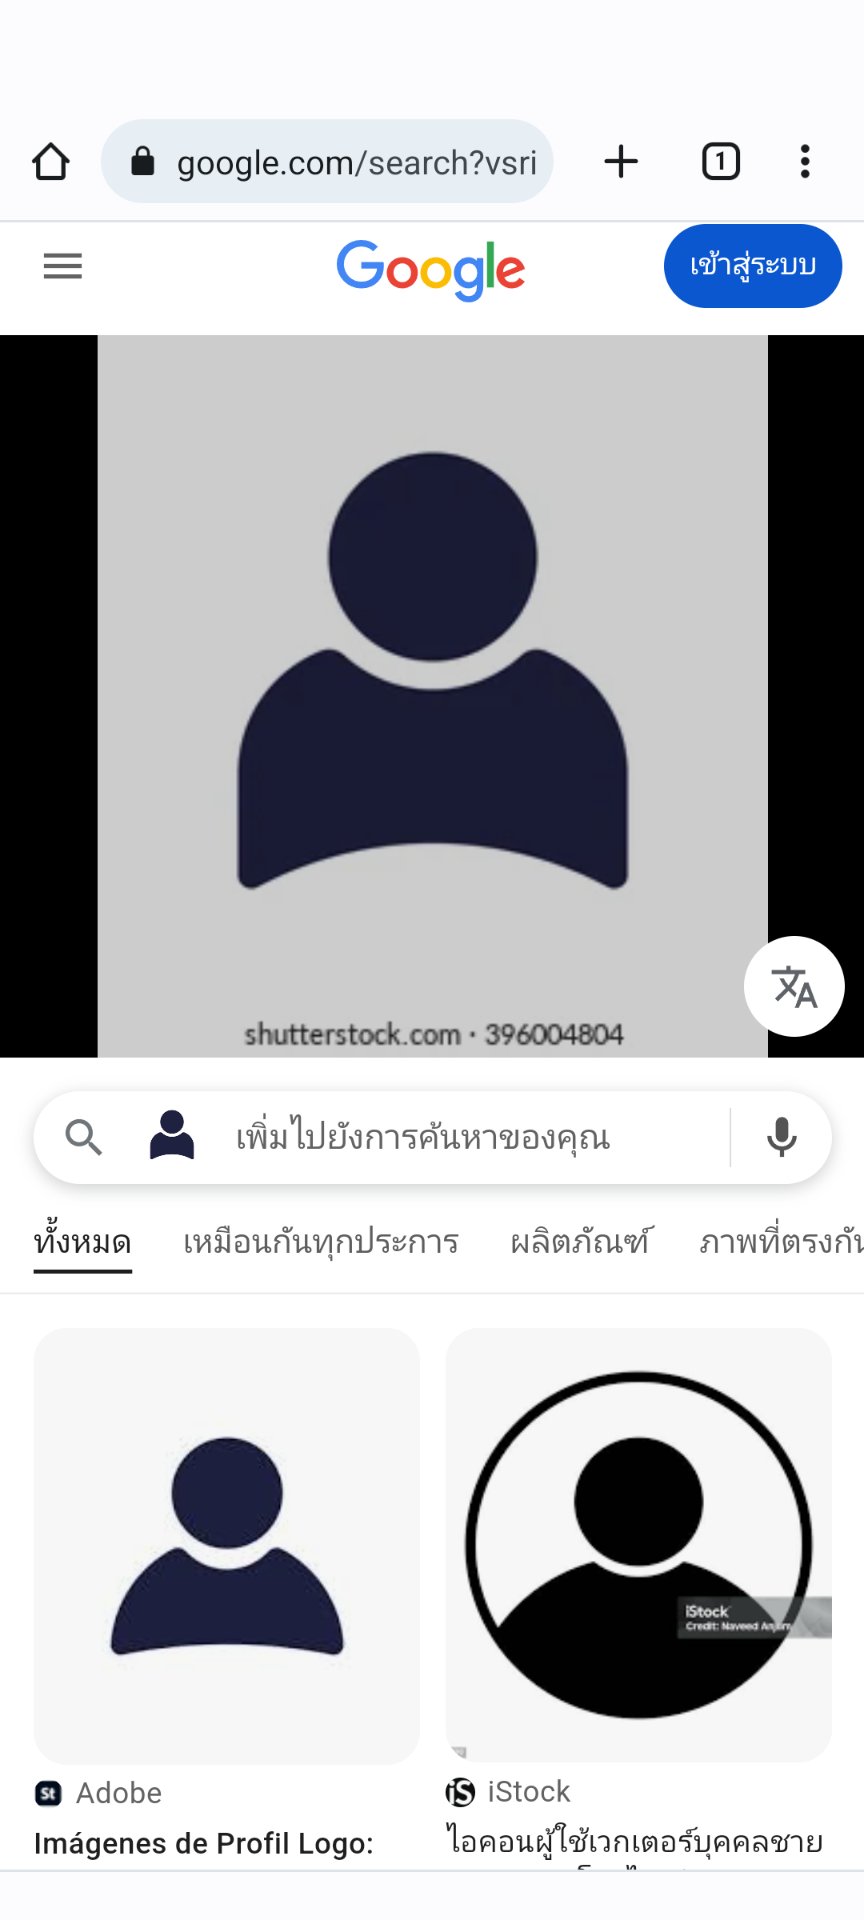 google.com/search?vsri
1
Google
เข้าสู่ระบบ
shutterstock.com · 396004804
เพิ่มไปยังการค้นหาของคุณ
ทั้งหมด เหมือนกันทุกประการ ผลิตภัณฑ์ ภาพที่ตรงกัน
iStock
Credit: Naveed Anjum
St Adobe
iS iStock
Imágenes de Profil Logo:
ไอคอนผู้ใช้เวกเตอร์บุคคลชาย